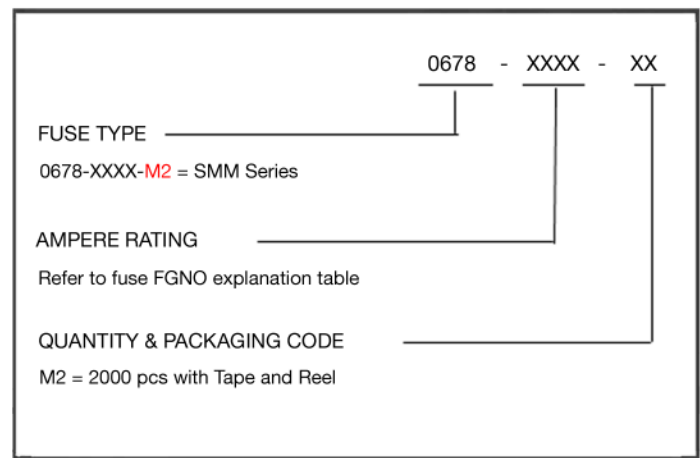 0678 - XXXX - XX
FUSE TYPE
0678-XXXX-M2 = SMM Series
AMPERE RATING
Refer to fuse FGNO explanation table
QUANTITY & PACKAGING CODE
M2 = 2000 pcs with Tape and Reel